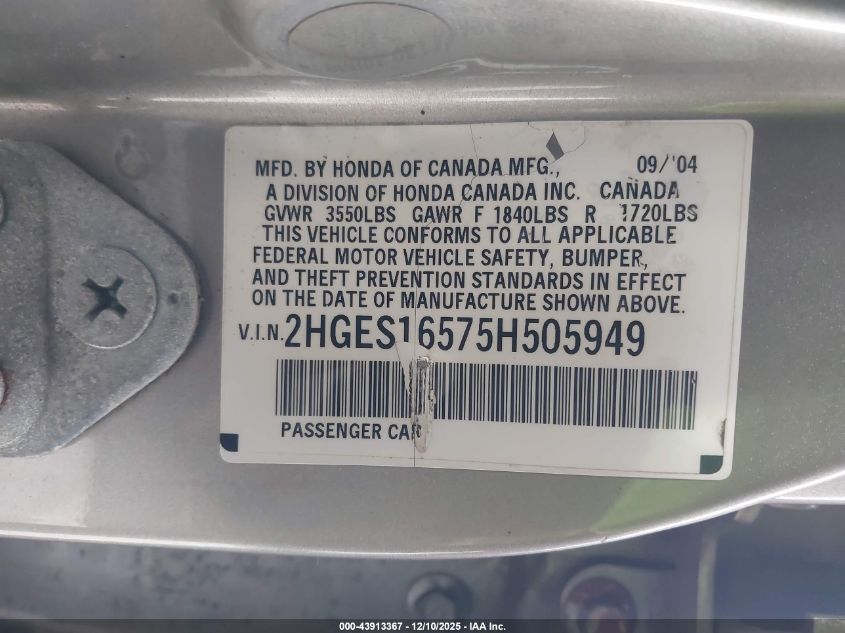 MFD. BY HONDA OF CANADA MFG., 09/'04
A DIVISION OF HONDA CANADA INC. CANADA
GVWR 3550LBS GAWR F 1840LBS R 1720LBS
THIS VEHICLE CONFORMS TO ALL APPLICABLE
FEDERAL MOTOR VEHICLE SAFETY, BUMPER,
AND THEFT PREVENTION STANDARDS IN EFFECT
ON THE DATE OF MANUFACTURE SHOWN ABOVE.
V.I.N. 2HGES16575H505949
PASSENGER CAR
000-43913367 - 12/10/2025 - IAA Inc.